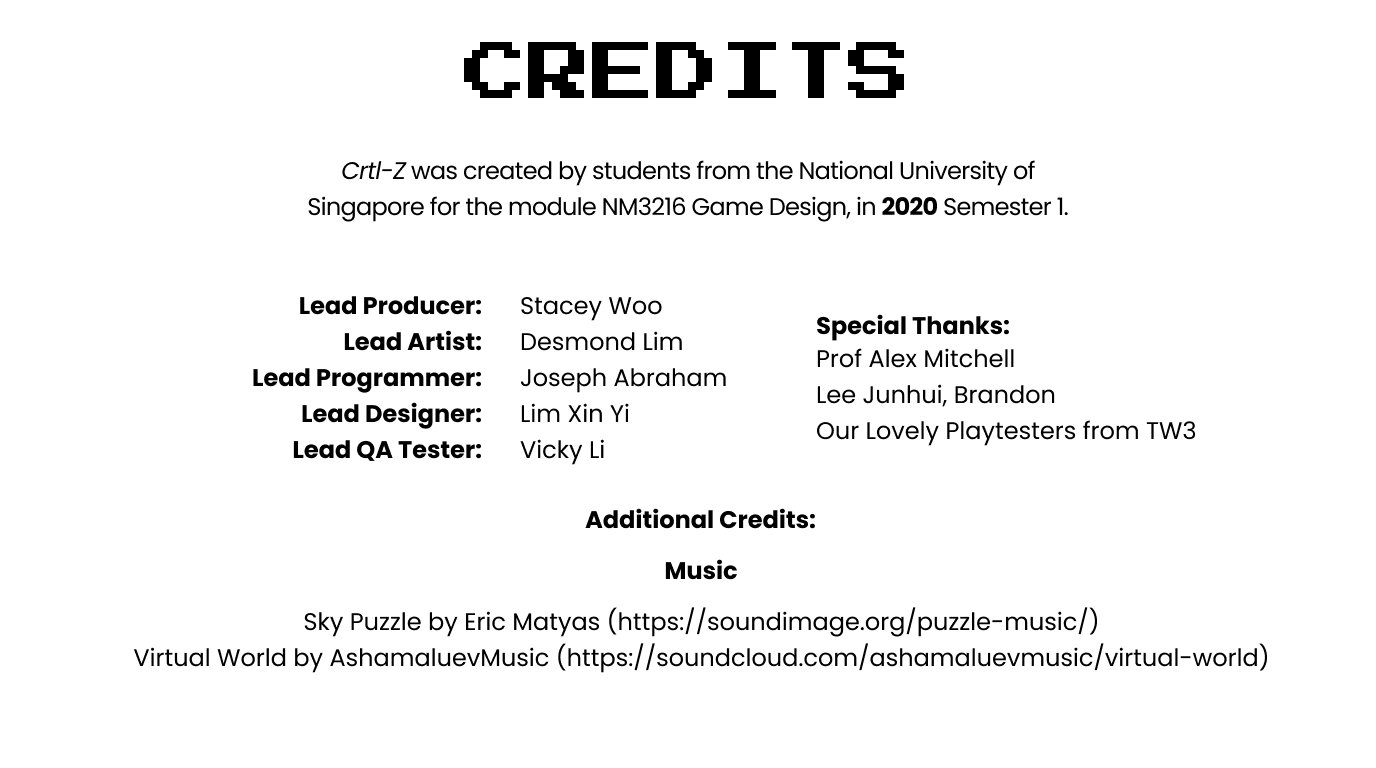 CREDITS
Crtl-Z was created by students from the National University of
Singapore for the module NM3216 Game Design, in 2020 Semester 1.
Lead Producer: Stacey Woo
Lead Artist: Desmond Lim
Lead Programmer: Joseph Abraham
Lead Designer: Lim Xin Yi
Lead QA Tester: Vicky Li
Special Thanks:
Prof Alex Mitchell
Lee Junhui, Brandon
Our Lovely Playtesters from TW3
Additional Credits:
Music
Sky Puzzle by Eric Matyas (https://soundimage.org/puzzle-music/)
Virtual World by AshamaluevMusic (https://soundcloud.com/ashamaluevmusic/virtual-world)